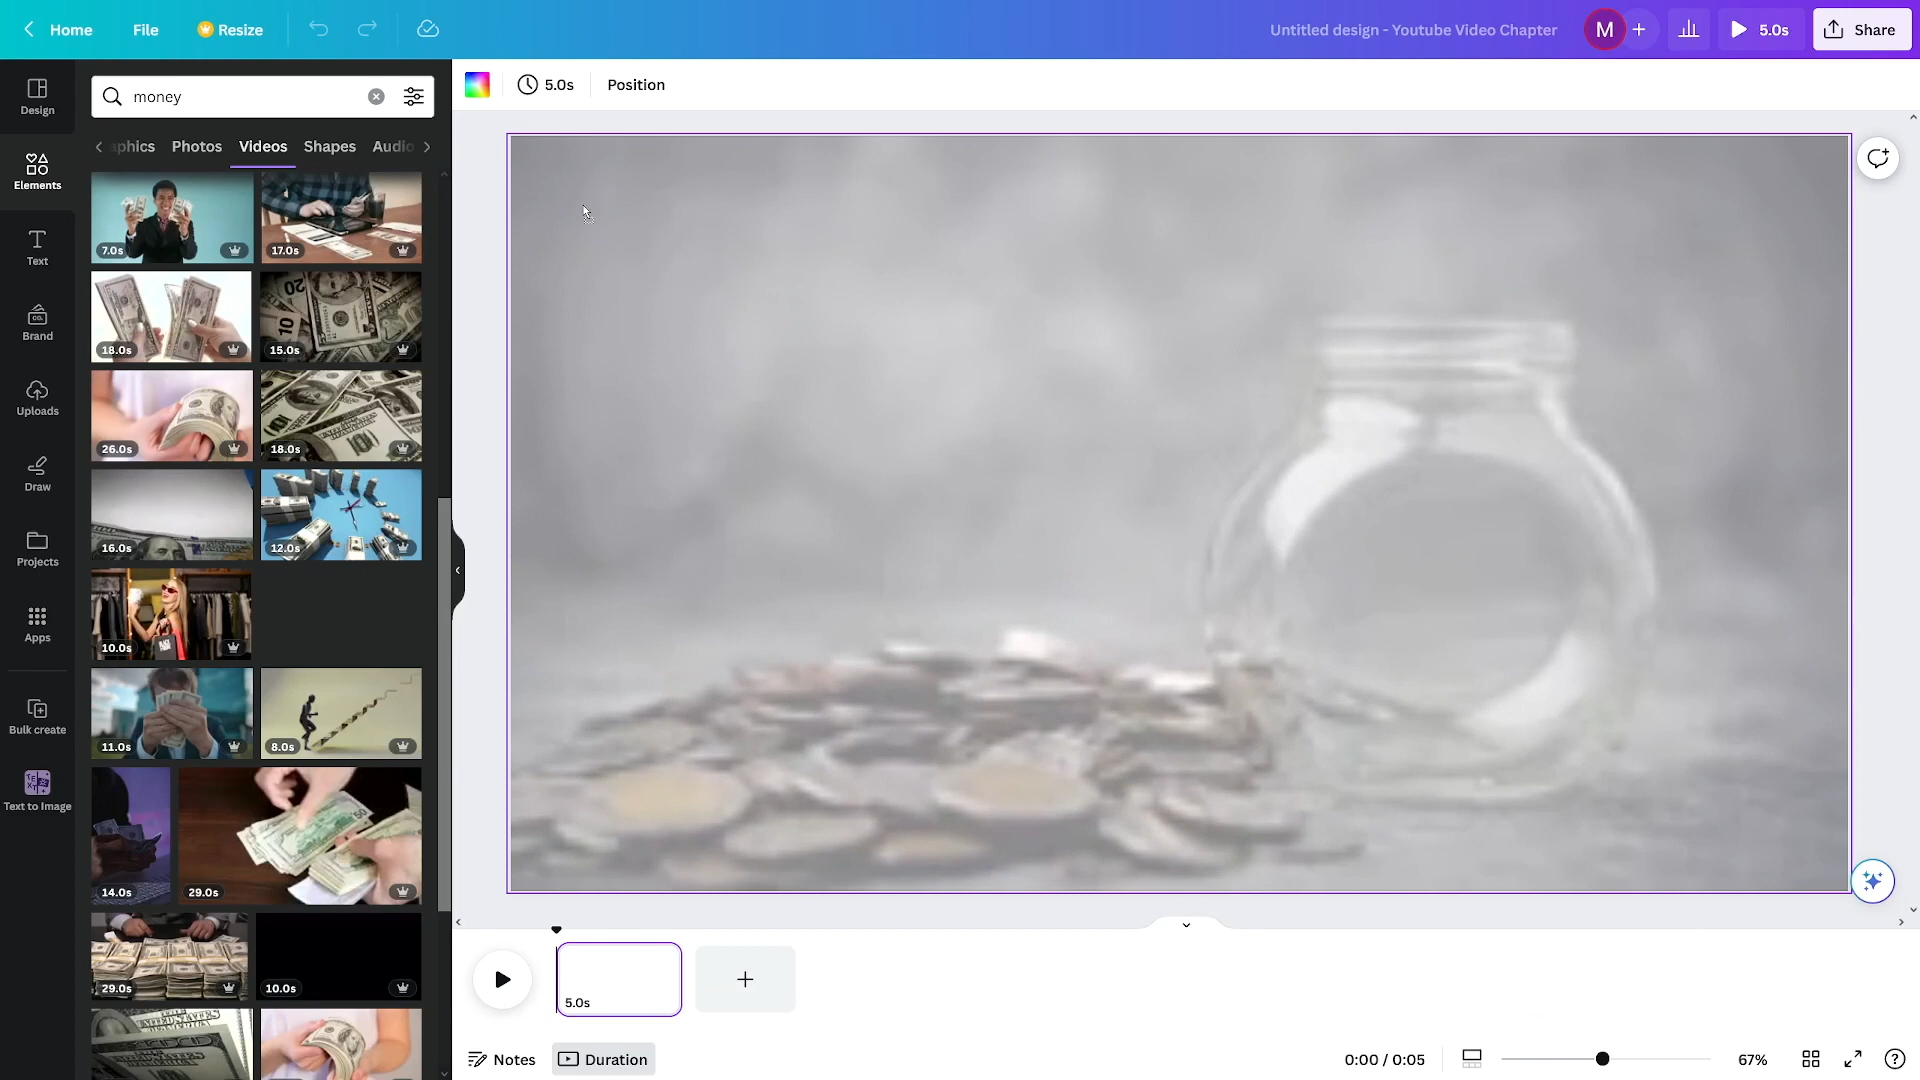 Home
File
Resize
Untitled design - Youtube Video Chapter
M
5.0s
Share
Design
Elements
Text
Brand
Uploads
Draw
Projects
Apps
Bulk create
Text to Image
money
aphics
Photos
Videos
Shapes
Audio
5.0s
Position
7.0s
17.0s
18.0s
15.0s
26.0s
18.0s
16.0s
12.0s
10.0s
11.0s
8.0s
14.0s
29.0s
29.0s
10.0s
5.0s
Notes
Duration
0:00 / 0:05
67%